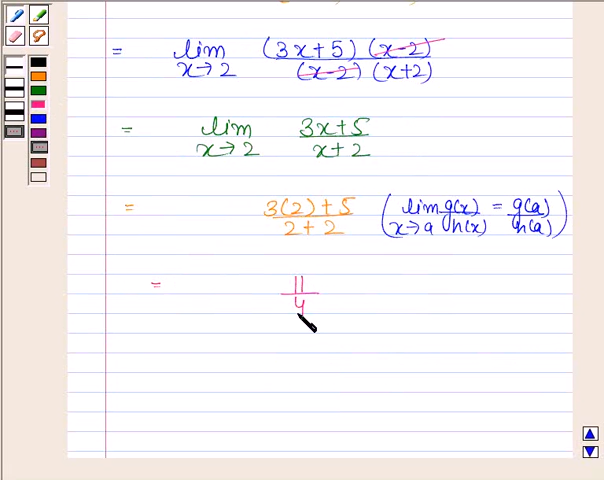 = lim x→2 (3x+5)(x-2) / (x-2)(x+2)
= lim x→2 3x+5 / x+2
= 3(2)+5 / 2+2 (lim x→a g(x)/h(x) = g(a)/h(a))
= 11/4